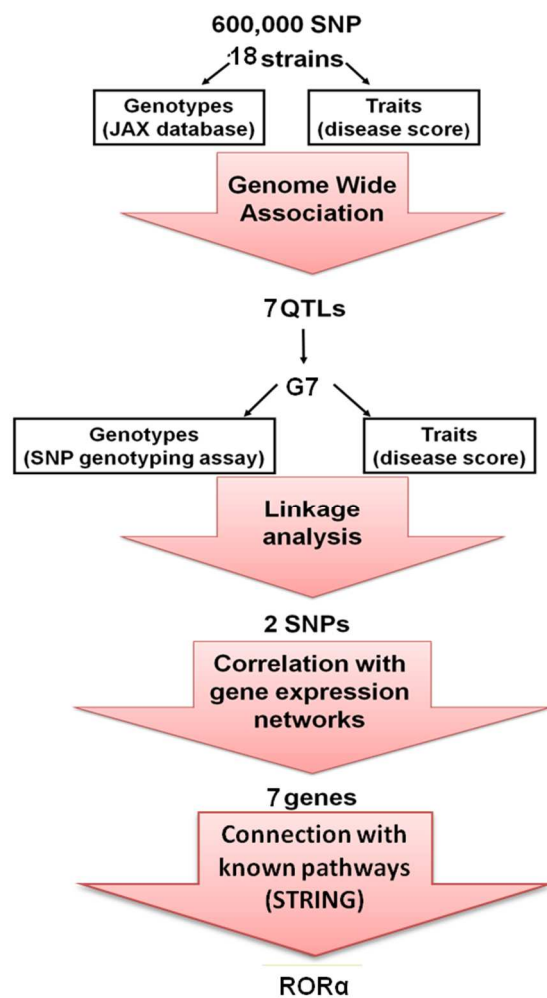 600,000 SNP
18 strains
Genotypes
(JAX database)
Traits
(disease score)
Genome Wide
Association
7 QTLs
G7
Genotypes
(SNP genotyping assay)
Traits
(disease score)
Linkage
analysis
2 SNPs
Correlation with
gene expression
networks
7 genes
Connection with
known pathways
(STRING)
RORα